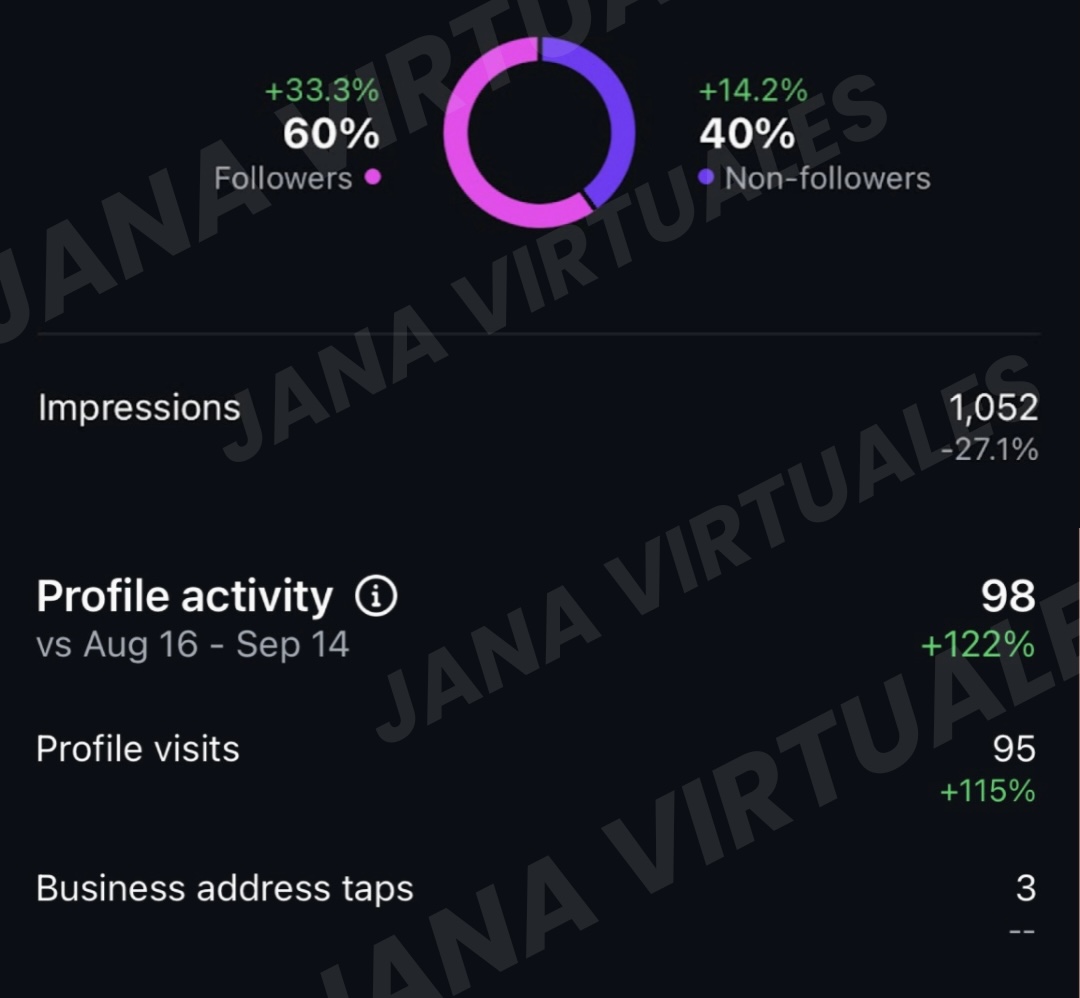 +33.3%
60%
Followers
+14.2%
40%
Non-followers
Impressions
1,052
-27.1%
Profile activity
98
vs Aug 16 - Sep 14
+122%
Profile visits
95
+115%
Business address taps
3
--
JANA VIRTUALES
JANA VIRTUALES
JANA VIRTUALES
JANA VIRTUALE